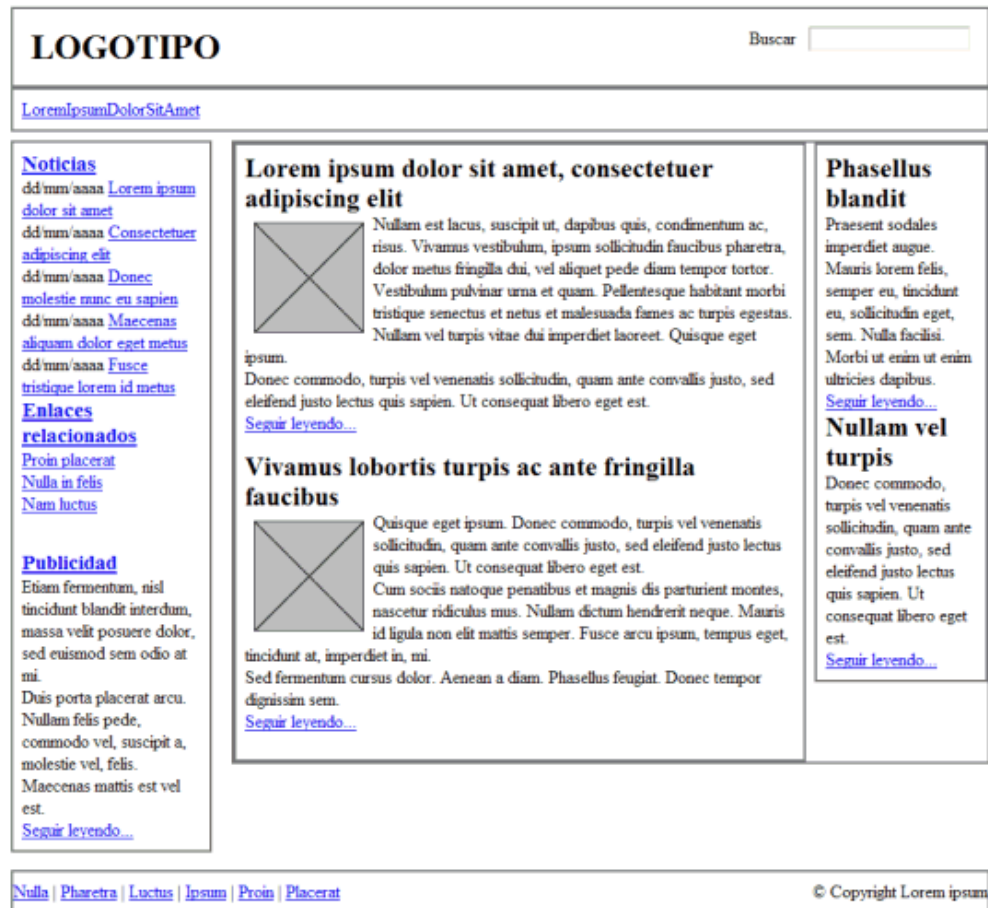 LOGOTIPO
Buscar
LoremIpsumDolorSitAmet
Noticias
dd/mm/aaaa Lorem ipsum
dolor sit amet
dd/mm/aaaa Consectetuer
adipiscing elit
dd/mm/aaaa Donec
molestie nunc eu sapien
dd/mm/aaaa Maecenas
aliquam dolor eget metus
dd/mm/aaaa Fusce
tristique lorem id metus
Enlaces
relacionados
Proin placerat
Nulla in felis
Nam luctus
Publicidad
Etiam fermentum, nisl
tincidunt blandit interdum,
massa velit posuere dolor,
sed euismod sem odio at
mi.
Duis porta placerat arcu.
Nullam felis pede,
commodo vel, suscipit a,
molestie vel, felis.
Maecenas mattis est vel
est.
Seguir leyendo...
Lorem ipsum dolor sit amet, consectetuer
adipiscing elit
Nullam est lacus, suscipit ut, dapibus quis, condimentum ac,
risus. Vivamus vestibulum, ipsum sollicitudin faucibus pharetra,
dolor metus fringilla dui, vel aliquet pede diam tempor tortor.
Vestibulum pulvinar urna et quam. Pellentesque habitant morbi
tristique senectus et netus et malesuada fames ac turpis egestas.
Nullam vel turpis vitae dui imperdiet laoreet. Quisque eget
ipsum.
Donec commodo, turpis vel venenatis sollicitudin, quam ante convallis justo, sed
eleifend justo lectus quis sapien. Ut consequat libero eget est.
Seguir leyendo...
Vivamus lobortis turpis ac ante fringilla
faucibus
Quisque eget ipsum. Donec commodo, turpis vel venenatis
sollicitudin, quam ante convallis justo, sed eleifend justo lectus
quis sapien. Ut consequat libero eget est.
Cum sociis natoque penatibus et magnis dis parturient montes,
nascetur ridiculus mus. Nullam dictum hendrerit neque. Mauris
id ligula non elit mattis semper. Fusce arcu ipsum, tempus eget,
tincidunt at, imperdiet in, mi.
Sed fermentum cursus dolor. Aenean a diam. Phasellus feugiat. Donec tempor
dignissim sem.
Seguir leyendo...
Phasellus
blandit
Praesent sodales
imperdiet augue.
Mauris lorem felis,
semper eu, tincidunt
eu, sollicitudin eget,
sem. Nulla facilisi.
Morbi ut enim ut enim
ultricies dapibus.
Seguir leyendo...
Nullam vel
turpis
Donec commodo,
turpis vel venenatis
sollicitudin, quam ante
convallis justo, sed
eleifend justo lectus
quis sapien. Ut
consequat libero eget
est.
Seguir leyendo...
Nulla | Pharetra | Luctus | Ipsum | Proin | Placerat
© Copyright Lorem ipsum